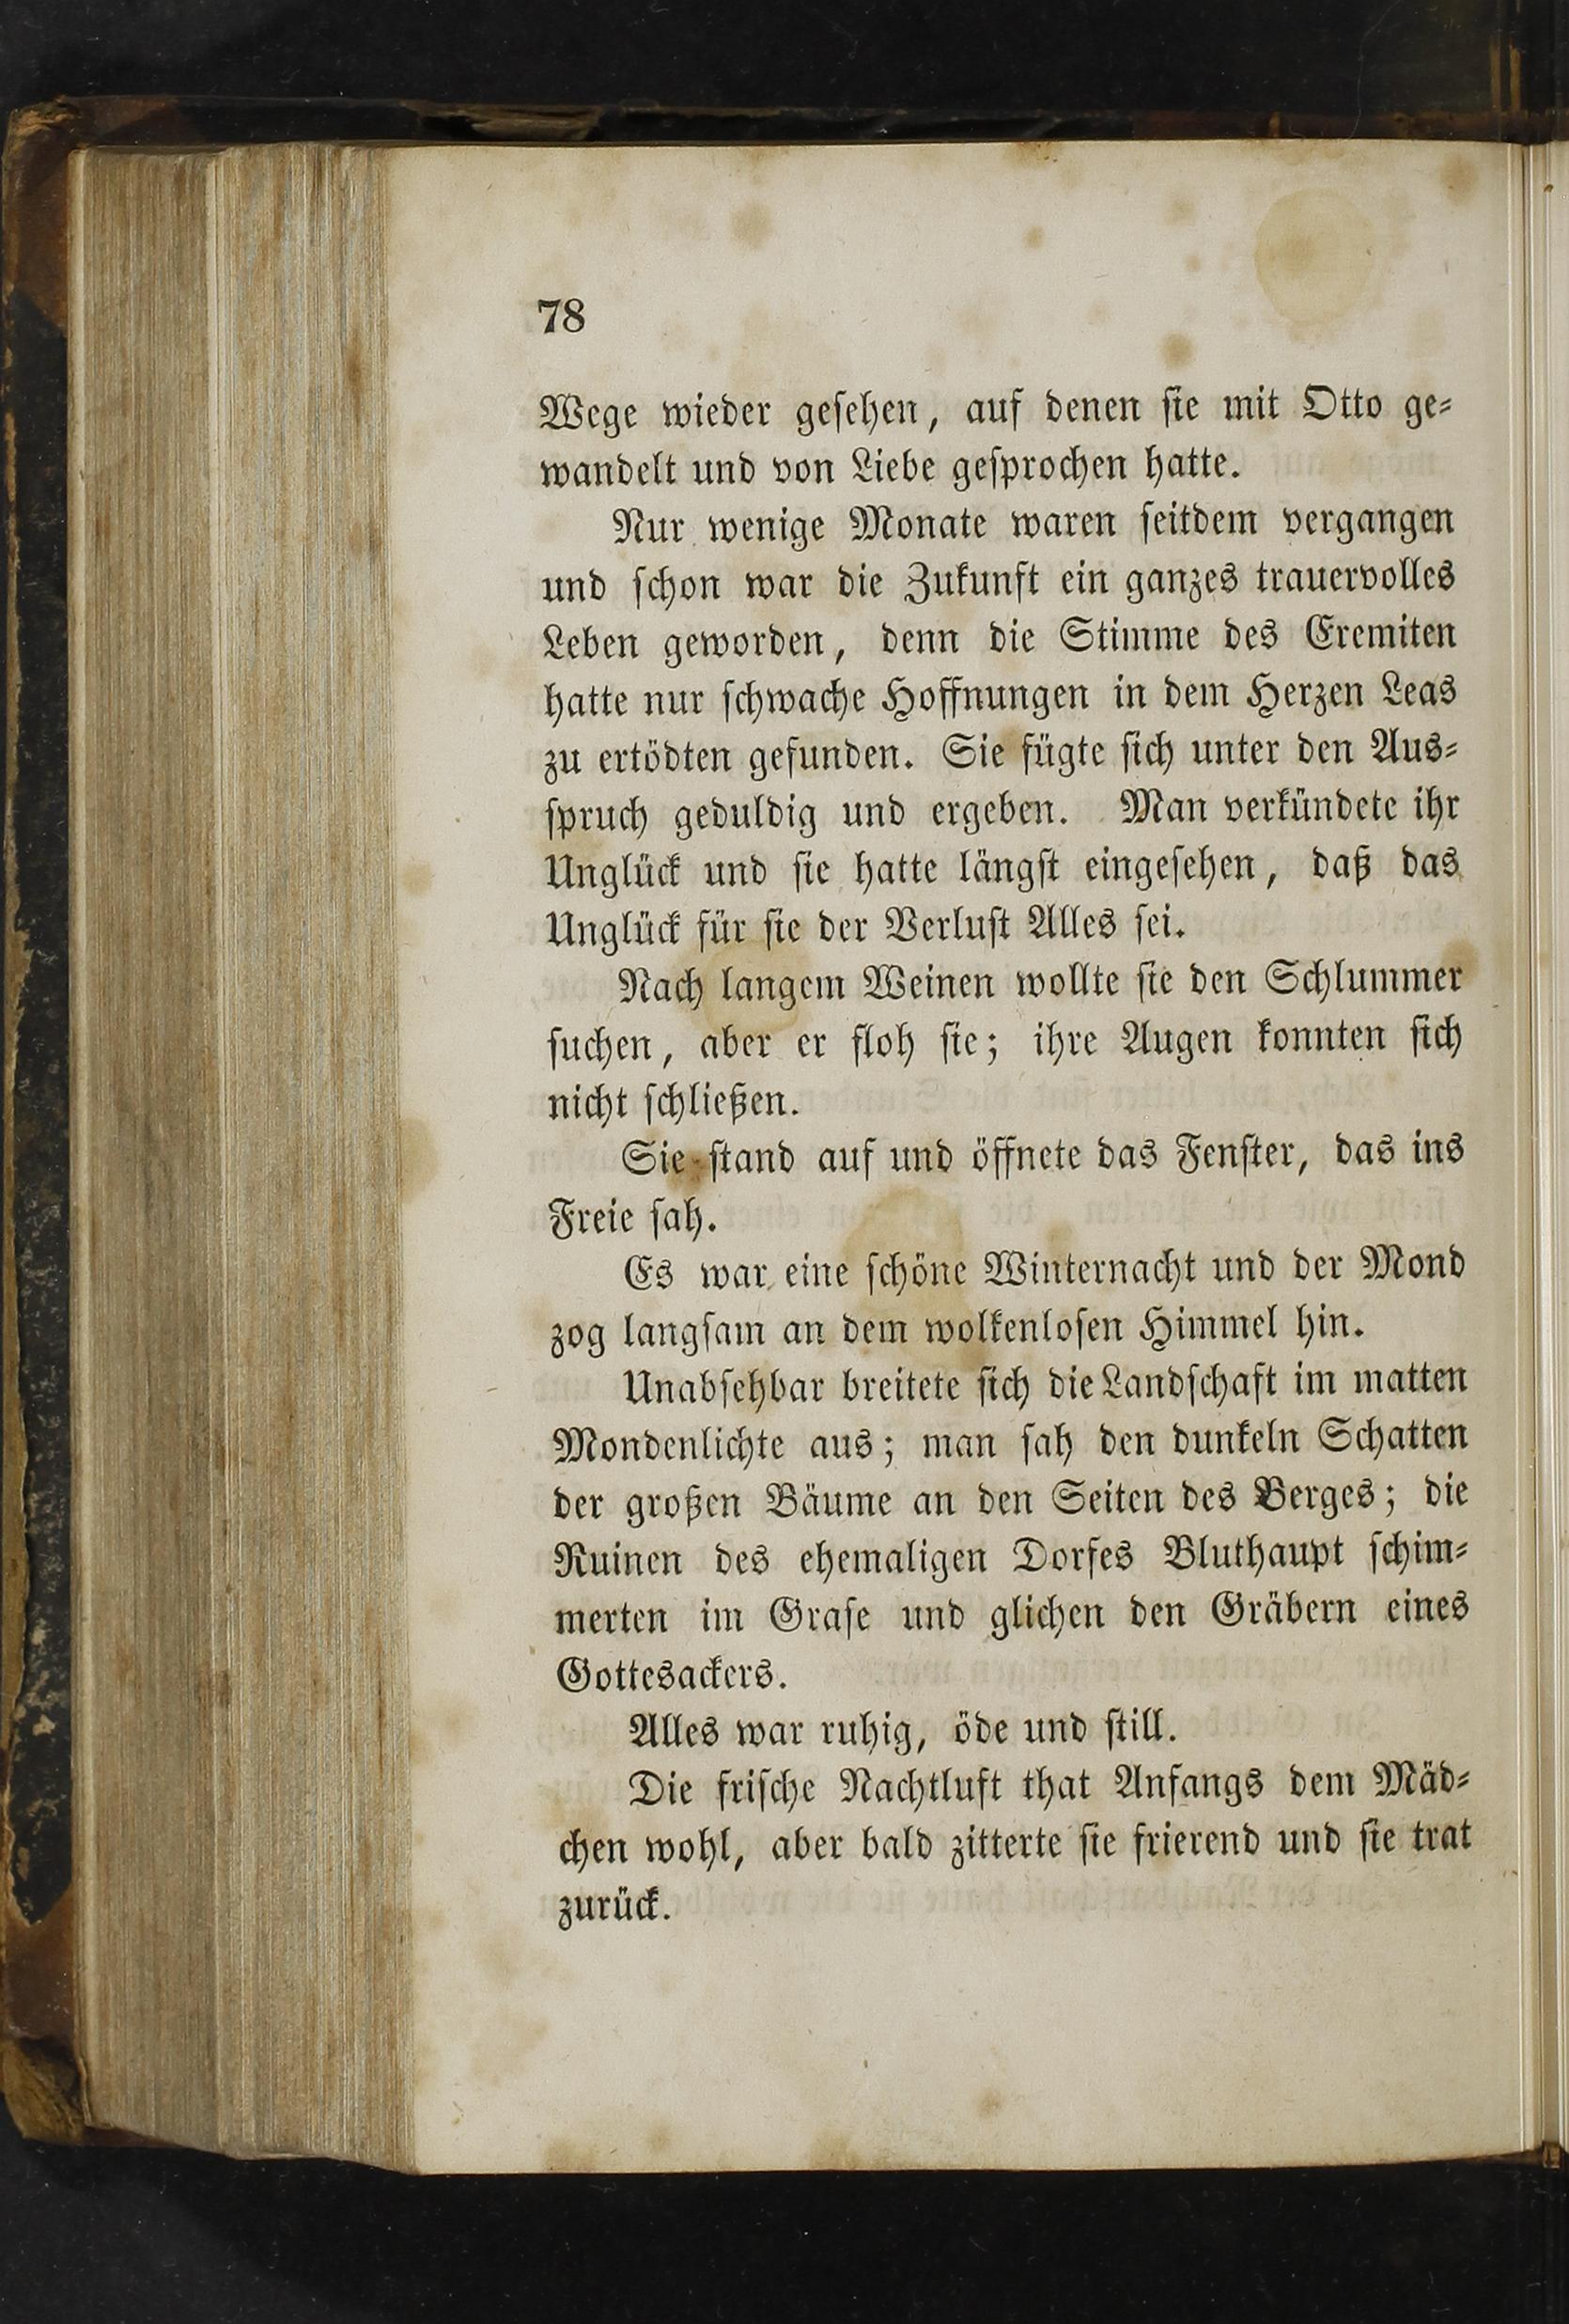 78
Wege wieder geſehen, auf denen ſie mit Otto ge⸗
wandelt und von Liebe geſprochen hatte.
Nur wenige Monate waren ſeitdem vergangen
und ſchon war die Zukunft ein ganzes trauervolles
Leben geworden, denn die Stimme des Eremiten
hatte nur ſchwache Hoffnungen in dem Herzen Leas
zu ertödten gefunden. Sie fügte ſich unter den Aus⸗
ſpruch geduldig und ergeben. Man verkündete ihr
Unglück und ſie hatte längſt eingeſehen, daß das
Unglück für ſie der Verluſt Alles ſei.
Nach langem Weinen wollte ſie den Schlummer
ſuchen, aber er floh ſie; ihre Augen konnten ſich
nicht ſchließen.
Sie ſtand auf und öffnete das Fenſter, das ins
Freie ſah.
Es war eine ſchöne Winternacht und der Mond
zog langſam an dem wolkenloſen Himmel hin.
Unabſehbar breitete ſich die Landſchaft im matten
Mondenlichte aus; man ſah den dunkeln Schatten
der großen Bäume an den Seiten des Berges; die
Ruinen des ehemaligen Dorfes Bluthaupt ſchim⸗
merten im Graſe und glichen den Gräbern eines
Gottesackers.
Alles war ruhig, öde und ſtill.
Die friſche Nachtluft that Anfangs dem Mäd⸗
chen wohl, aber bald zitterte ſie frierend und ſie trat
zurück.